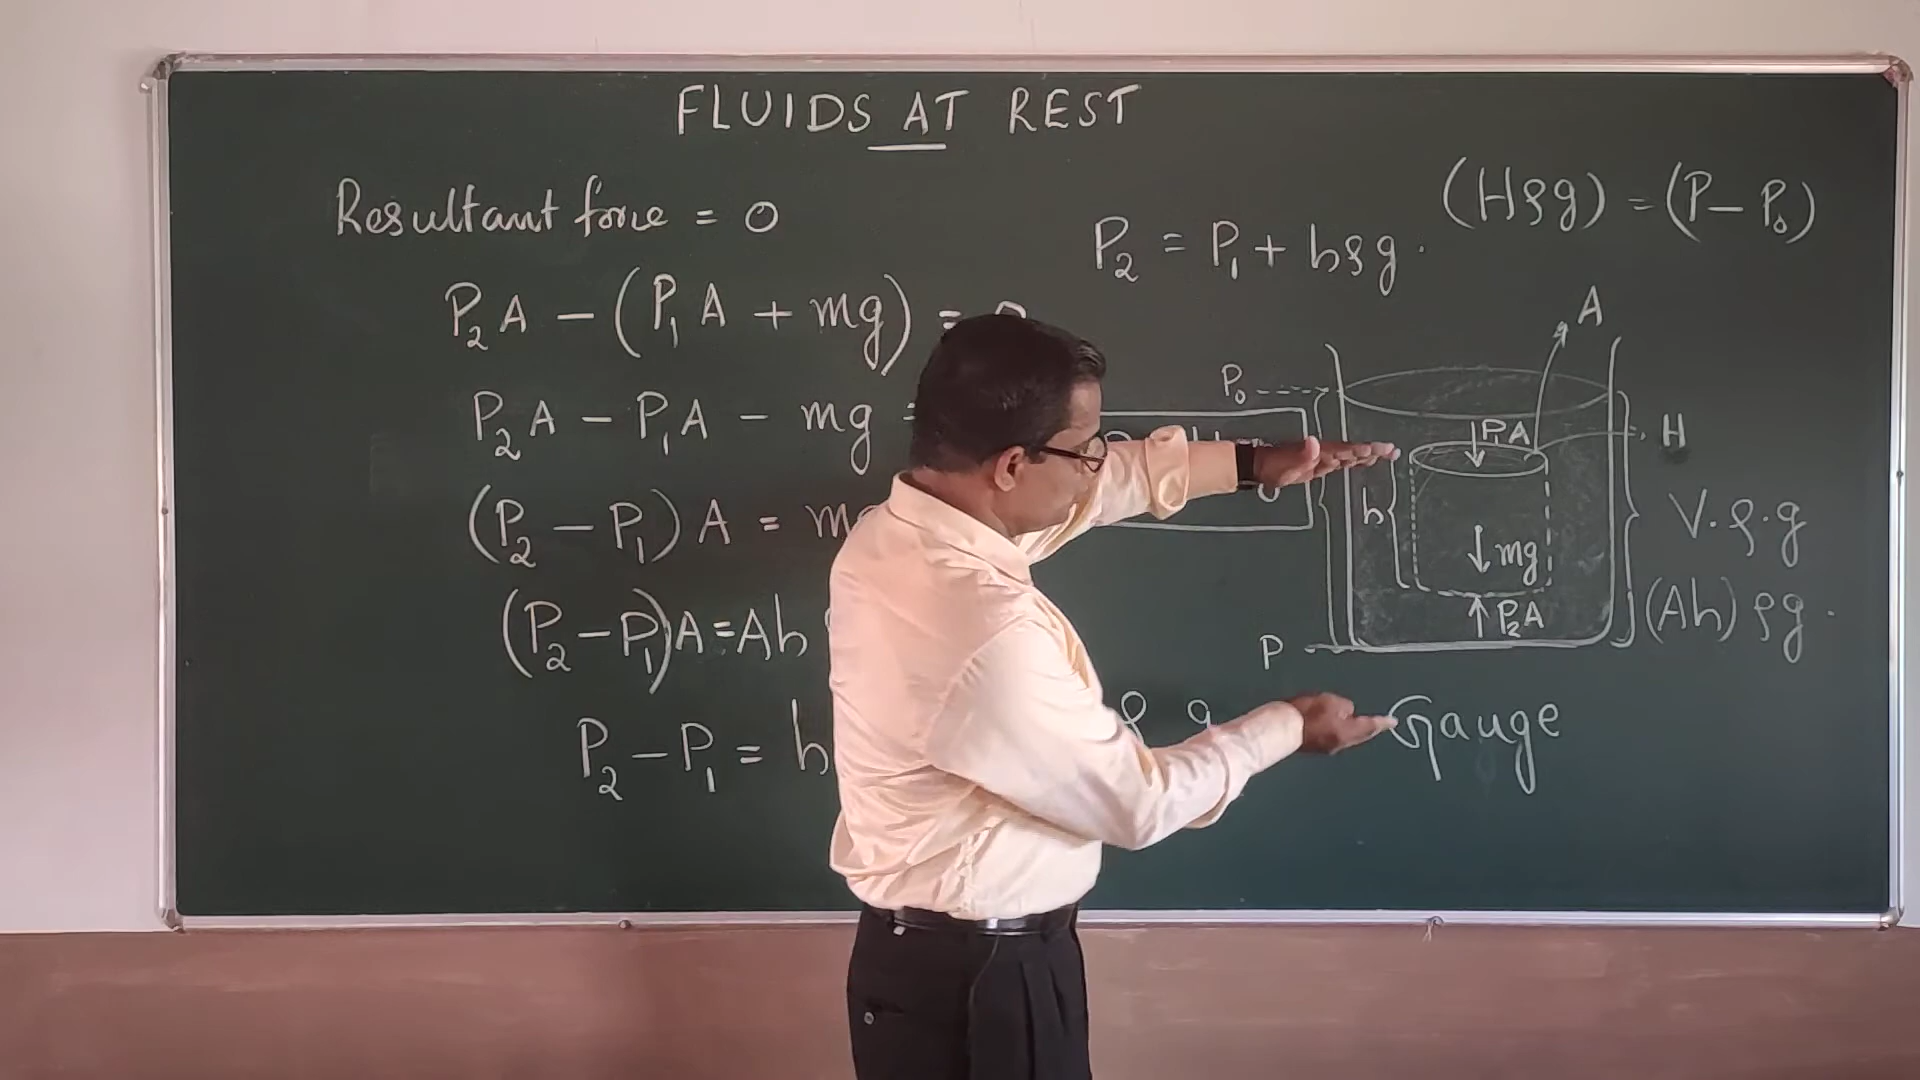 FLUIDS AT REST
Resultant force = 0
P₂A − (P₁A + mg) =
P₂A − P₁A − mg
(P₂ − P₁) A = m
(P₂ − P₁)A = Ah
P₂ − P₁ = h
ρ g
P₂ = P₁ + hρg.
(Hρg) = (P − P₀)
A
P₀
P₁A
H
h
mg
P₂A
P
V.ρ.g
(Ah) ρg.
Gauge